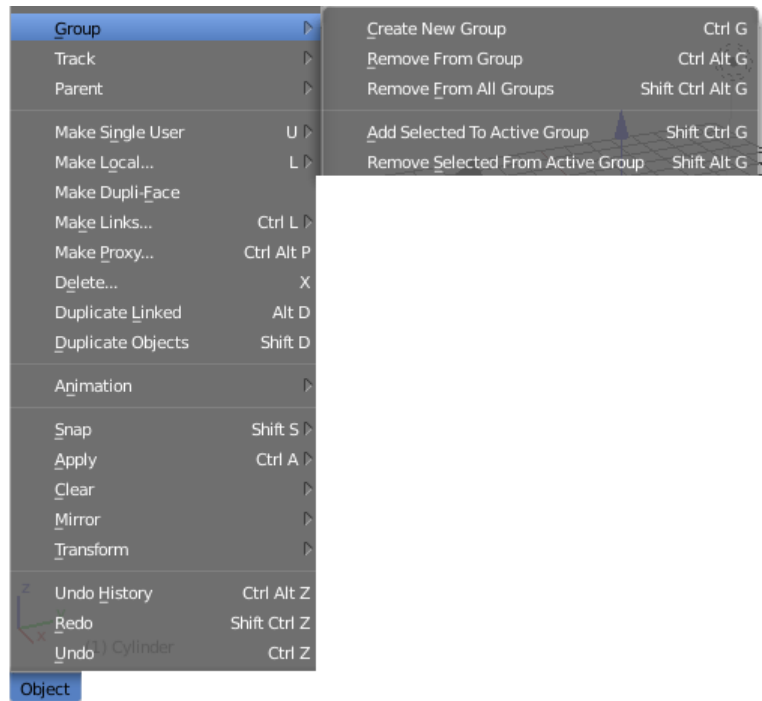 Group
Track
Parent
Make Single User U
Make Local... L
Make Dupli-Face
Make Links... Ctrl L
Make Proxy... Ctrl Alt P
Delete... X
Duplicate Linked Alt D
Duplicate Objects Shift D
Animation
Snap Shift S
Apply Ctrl A
Clear
Mirror
Transform
Undo History Ctrl Alt Z
Redo Shift Ctrl Z
Undo Ctrl Z
Object
Create New Group Ctrl G
Remove From Group Ctrl Alt G
Remove From All Groups Shift Ctrl Alt G
Add Selected To Active Group Shift Ctrl G
Remove Selected From Active Group Shift Alt G
z
x
(1) Cylinder